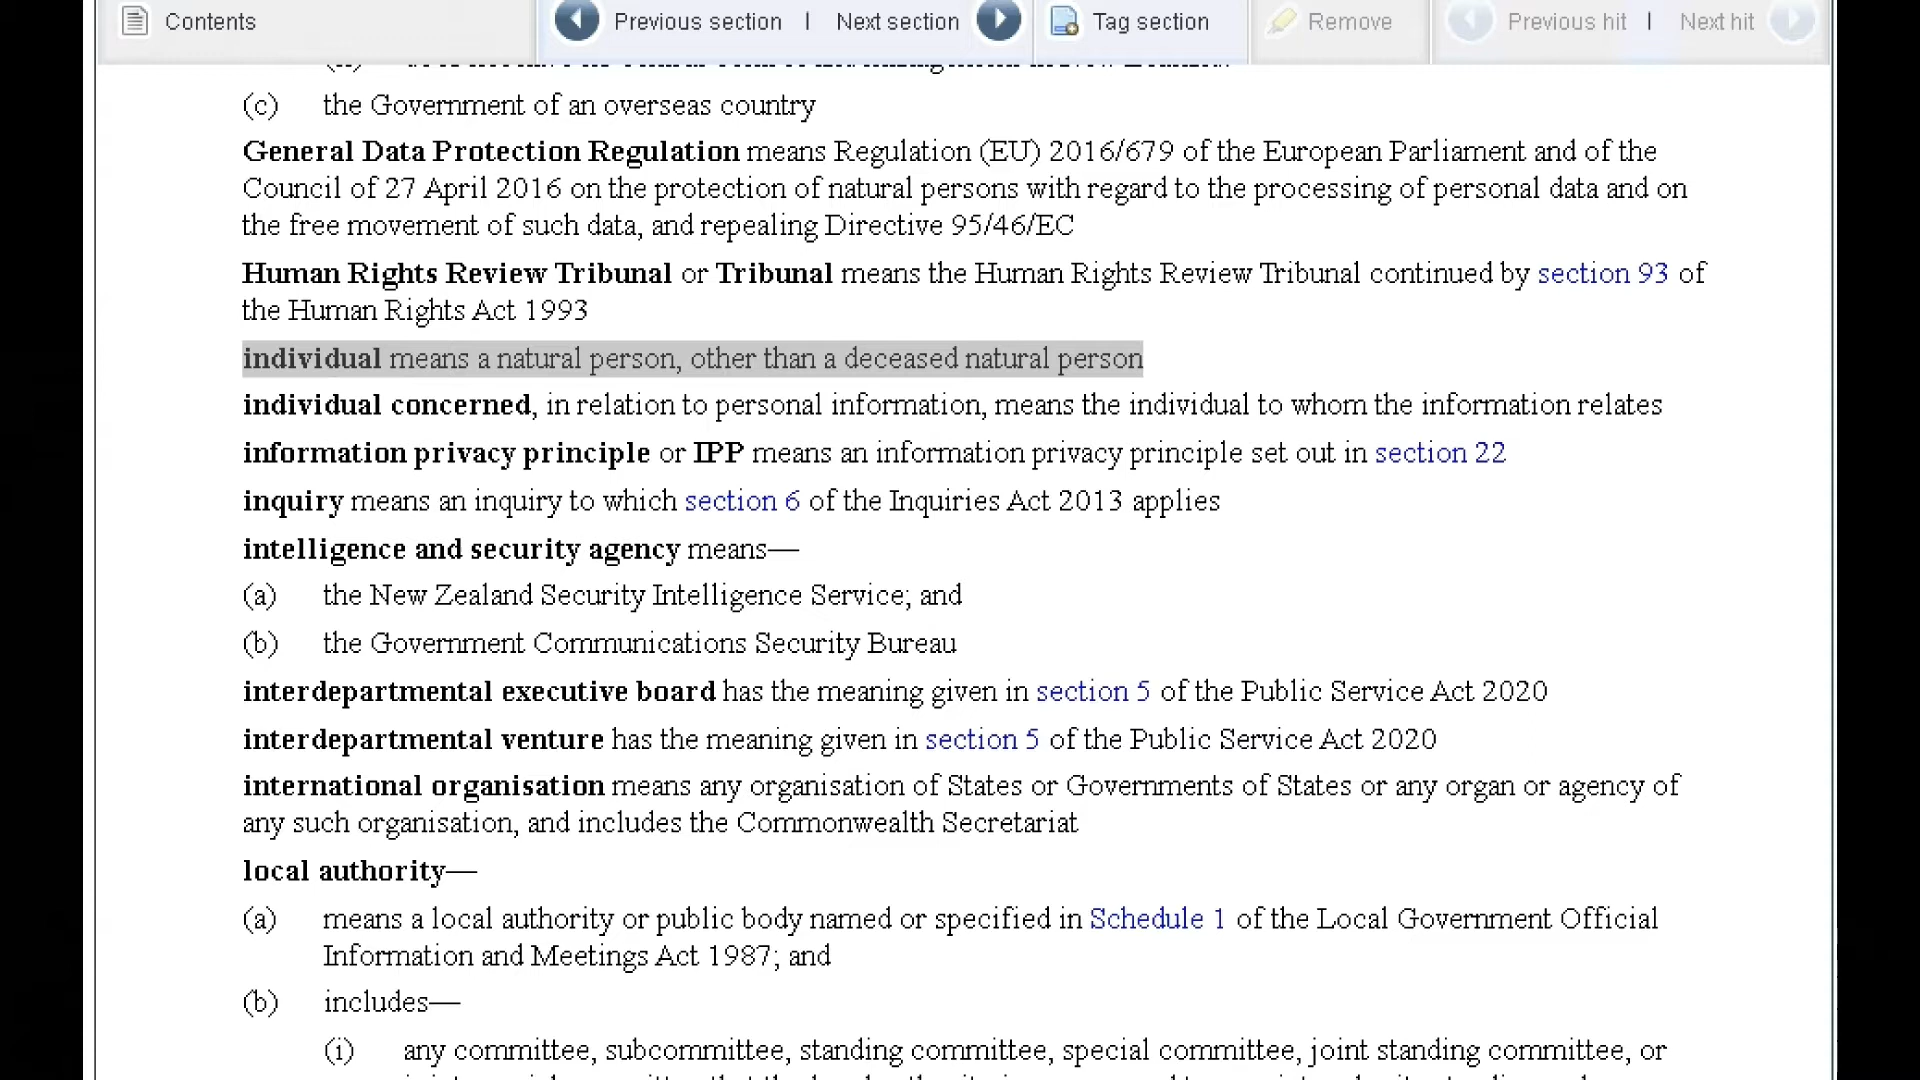 Contents
Previous section | Next section
Tag section
Remove
Previous hit | Next hit
(c) the Government of an overseas country
General Data Protection Regulation means Regulation (EU) 2016/679 of the European Parliament and of the
Council of 27 April 2016 on the protection of natural persons with regard to the processing of personal data and on
the free movement of such data, and repealing Directive 95/46/EC
Human Rights Review Tribunal or Tribunal means the Human Rights Review Tribunal continued by section 93 of
the Human Rights Act 1993
individual means a natural person, other than a deceased natural person
individual concerned, in relation to personal information, means the individual to whom the information relates
information privacy principle or IPP means an information privacy principle set out in section 22
inquiry means an inquiry to which section 6 of the Inquiries Act 2013 applies
intelligence and security agency means—
(a) the New Zealand Security Intelligence Service; and
(b) the Government Communications Security Bureau
interdepartmental executive board has the meaning given in section 5 of the Public Service Act 2020
interdepartmental venture has the meaning given in section 5 of the Public Service Act 2020
international organisation means any organisation of States or Governments of States or any organ or agency of
any such organisation, and includes the Commonwealth Secretariat
local authority—
(a) means a local authority or public body named or specified in Schedule 1 of the Local Government Official
Information and Meetings Act 1987; and
(b) includes—
(i) any committee, subcommittee, standing committee, special committee, joint standing committee, or